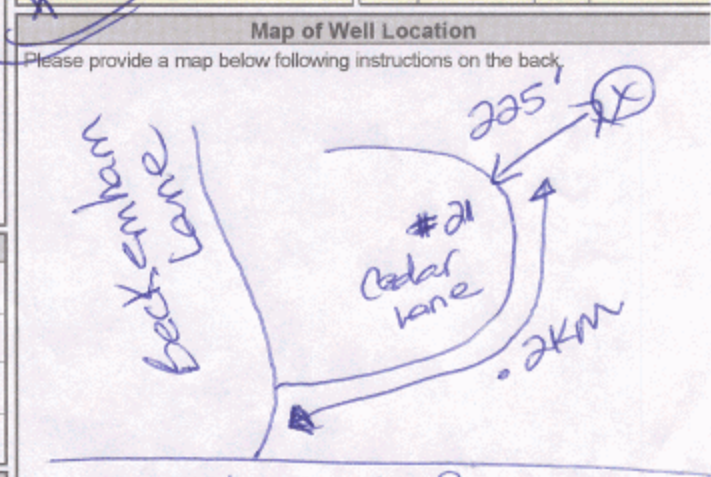 Map of Well Location
Please provide a map below following instructions on the back.
225'
X
Beckemham
Lane
#21
Cedar
Lane
.2km